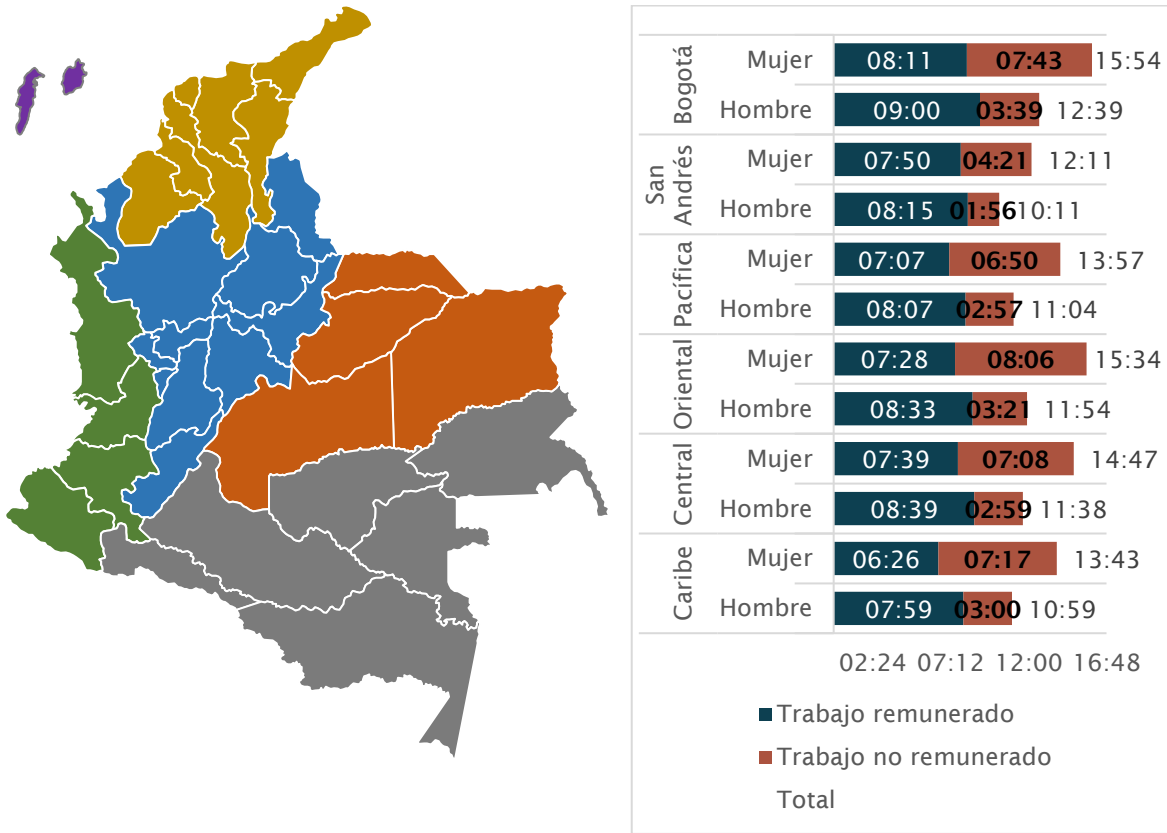 Bogotá
Mujer 08:11 07:43 15:54
Hombre 09:00 03:39 12:39
San Andrés
Mujer 07:50 04:21 12:11
Hombre 08:15 01:56 10:11
Pacífica
Mujer 07:07 06:50 13:57
Hombre 08:07 02:57 11:04
Oriental
Mujer 07:28 08:06 15:34
Hombre 08:33 03:21 11:54
Central
Mujer 07:39 07:08 14:47
Hombre 08:39 02:59 11:38
Caribe
Mujer 06:26 07:17 13:43
Hombre 07:59 03:00 10:59
02:24 07:12 12:00 16:48
Trabajo remunerado
Trabajo no remunerado
Total